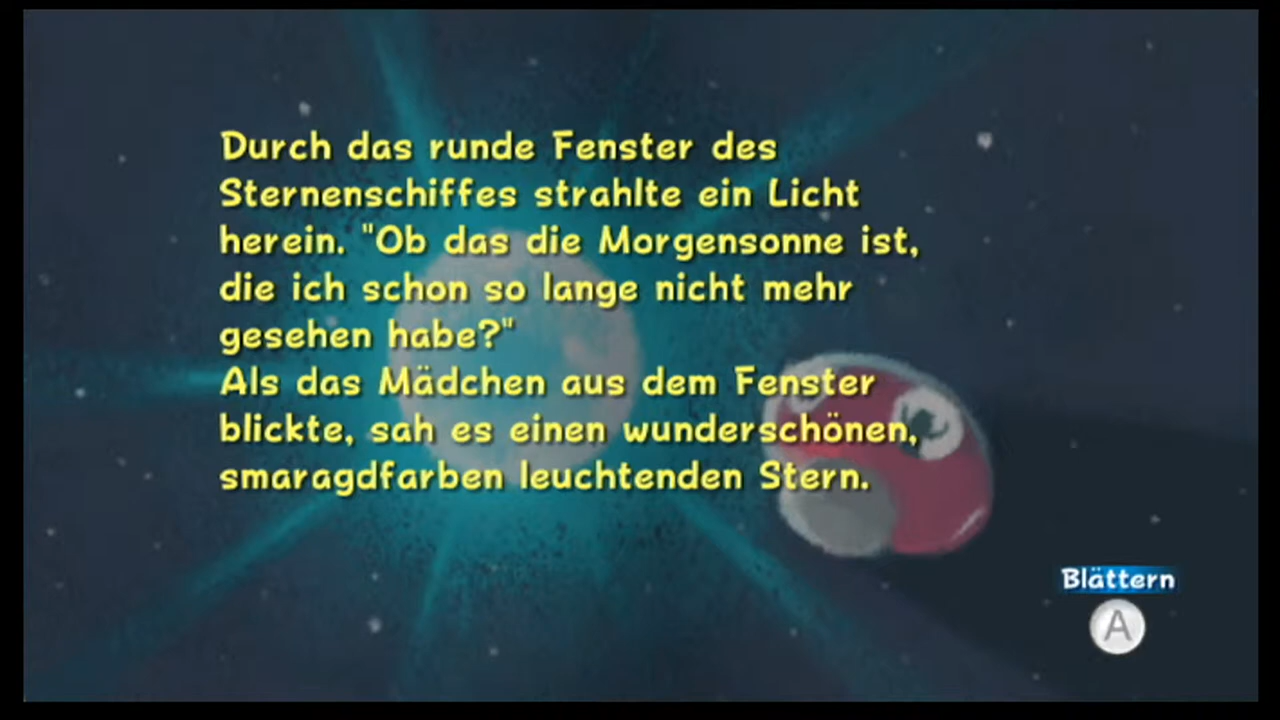 Durch das runde Fenster des
Sternenschiffes strahlte ein Licht
herein. "Ob das die Morgensonne ist,
die ich schon so lange nicht mehr
gesehen habe?"
Als das Mädchen aus dem Fenster
blickte, sah es einen wunderschönen,
smaragdfarben leuchtenden Stern.
Blättern
A